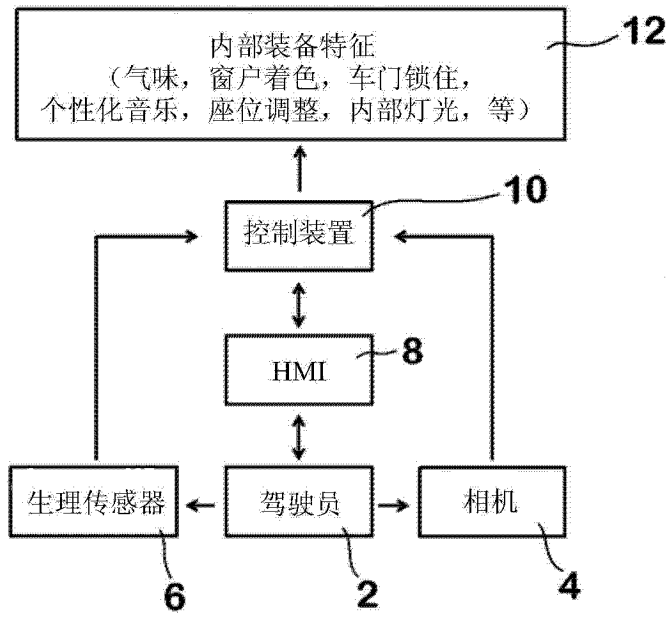 内部装备特征
(气味，窗户着色，车门锁住，
个性化音乐，座位调整，内部灯光，等)
12
控制装置
10
HMI
8
生理传感器
驾驶员
相机
6
2
4